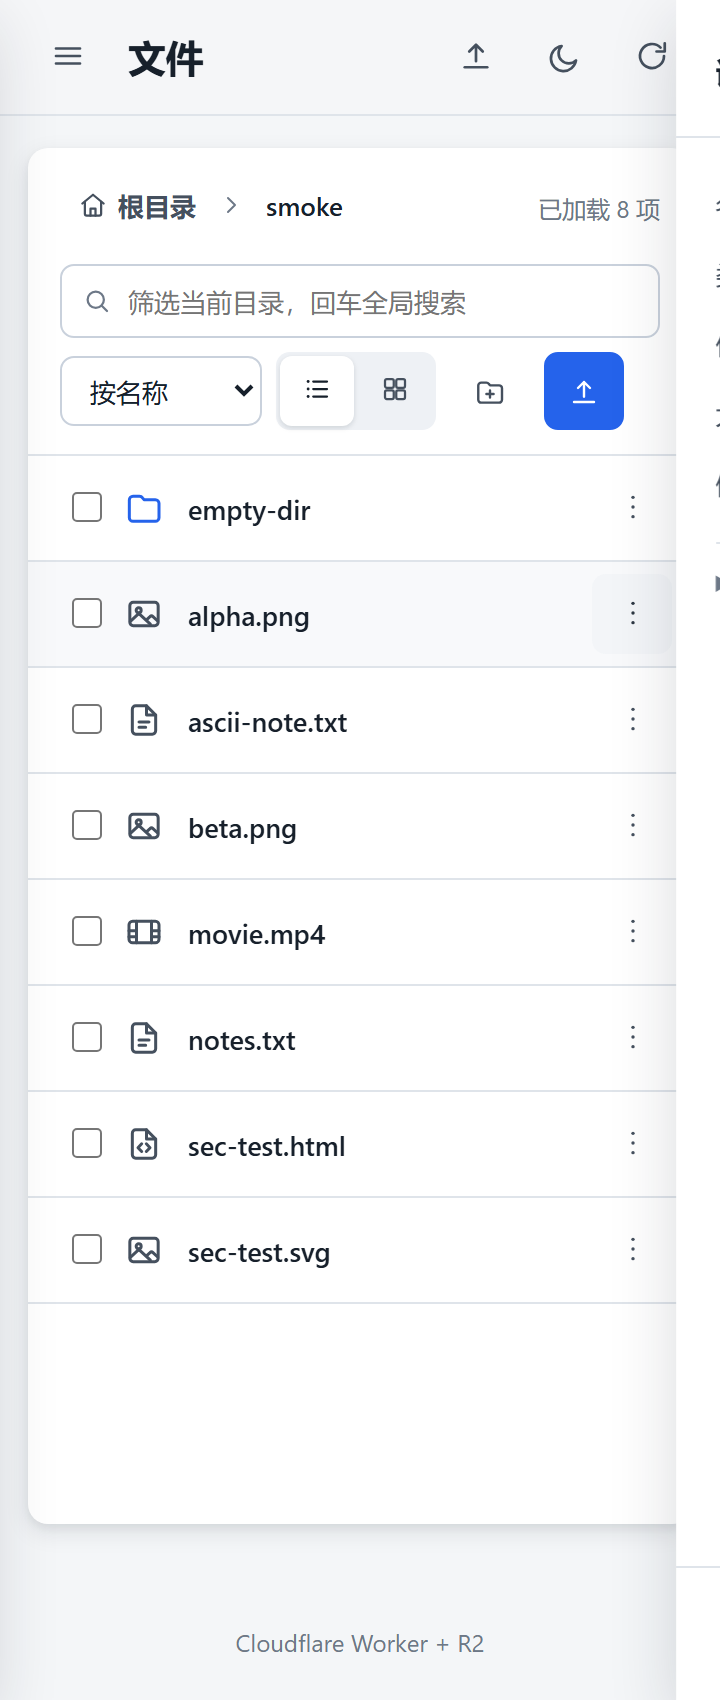 文件
根目录
smoke
已加载 8 项
筛选当前目录，回车全局搜索
按名称
empty-dir
alpha.png
ascii-note.txt
beta.png
movie.mp4
notes.txt
sec-test.html
sec-test.svg
Cloudflare Worker + R2